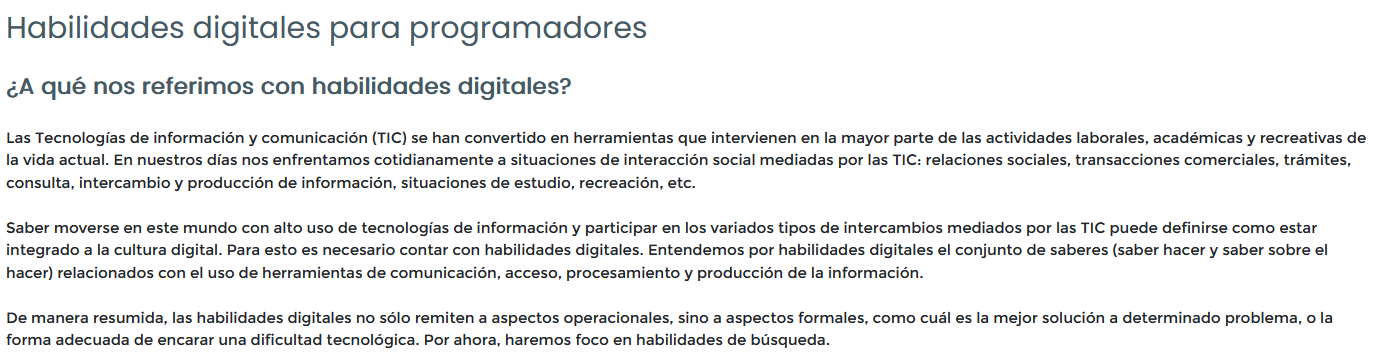 Habilidades digitales para programadores
¿A qué nos referimos con habilidades digitales?
Las Tecnologías de información y comunicación (TIC) se han convertido en herramientas que intervienen en la mayor parte de las actividades laborales, académicas y recreativas de
la vida actual. En nuestros días nos enfrentamos cotidianamente a situaciones de interacción social mediadas por las TIC: relaciones sociales, transacciones comerciales, trámites,
consulta, intercambio y producción de información, situaciones de estudio, recreación, etc.
Saber moverse en este mundo con alto uso de tecnologías de información y participar en los variados tipos de intercambios mediados por las TIC puede definirse como estar
integrado a la cultura digital. Para esto es necesario contar con habilidades digitales. Entendemos por habilidades digitales el conjunto de saberes (saber hacer y saber sobre el
hacer) relacionados con el uso de herramientas de comunicación, acceso, procesamiento y producción de la información.
De manera resumida, las habilidades digitales no sólo remiten a aspectos operacionales, sino a aspectos formales, como cuál es la mejor solución a determinado problema, o la
forma adecuada de encarar una dificultad tecnológica. Por ahora, haremos foco en habilidades de búsqueda.